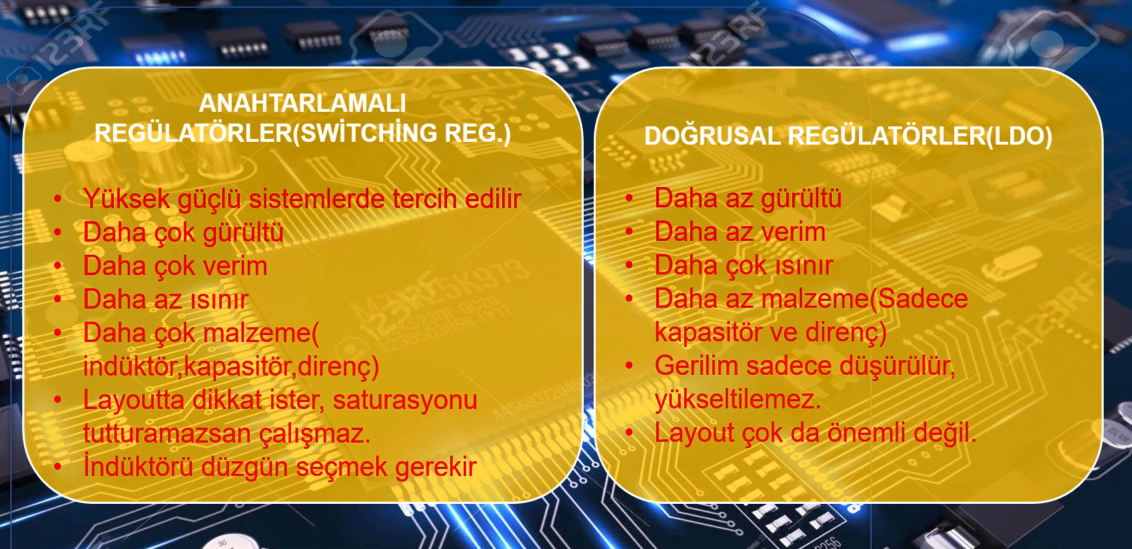 ANAHTARLAMALI
REGÜLATÖRLER(SWİTCHİNG REG.)
• Yüksek güçlü sistemlerde tercih edilir
• Daha çok gürültü
• Daha çok verim
• Daha az ısınır
• Daha çok malzeme(
indüktör,kapasitör,direnç)
• Layoutta dikkat ister, saturasyonu
tutturamazsan çalışmaz.
• İndüktörü düzgün seçmek gerekir
DOĞRUSAL REGÜLATÖRLER(LDO)
• Daha az gürültü
• Daha az verim
• Daha çok ısınır
• Daha az malzeme(Sadece
kapasitör ve direnç)
• Gerilim sadece düşürülür,
yükseltilemez.
• Layout çok da önemli değil.
123RF
123RF
123RF